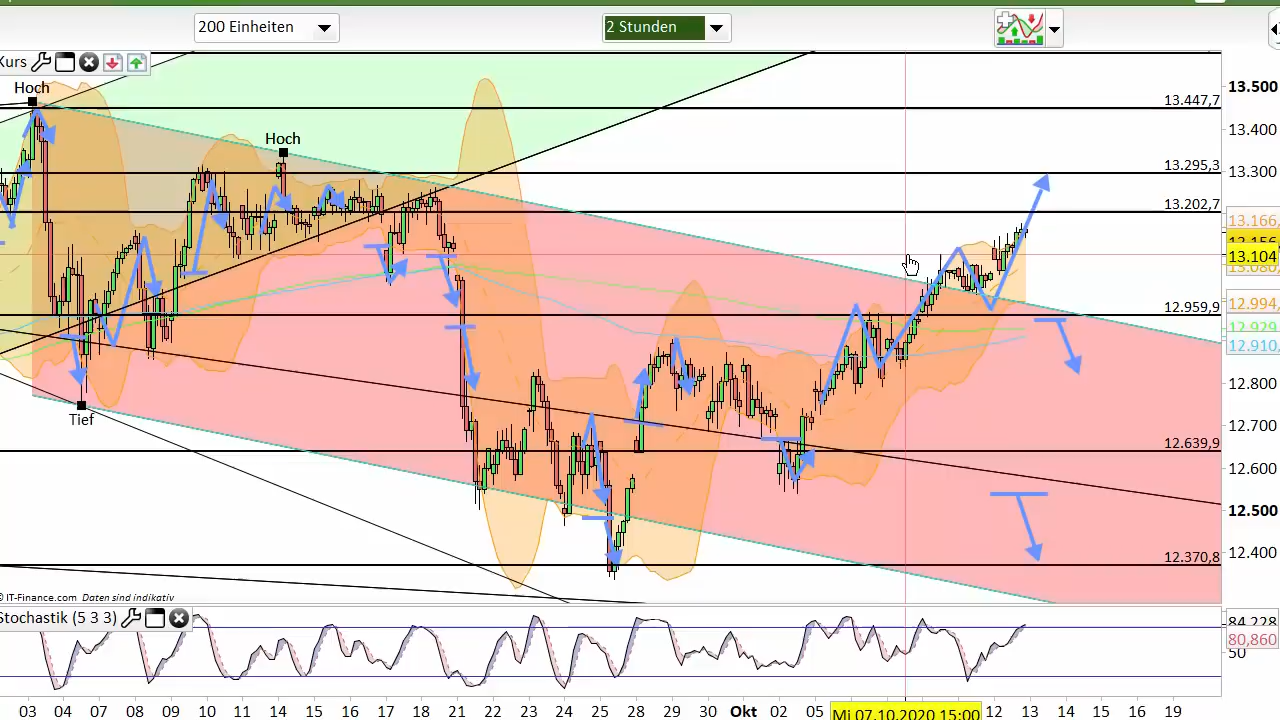 200 Einheiten
2 Stunden
Kurs
Hoch
Hoch
Tief
13.447,7
13.295,3
13.202,7
12.959,9
12.639,9
12.370,8
13.500
13.400
13.300
13.166,
13.104
12.994,
12.929
12.910,
12.800
12.700
12.600
12.500
12.400
© IT-Finance.com Daten sind indikativ
Stochastik (5 3 3)
84,228
80,860
50
03 04 07 08 09 10 11 14 15 16 17 18 21 22 23 24 25 28 29 30 Okt 02 05 Mi 07.10.2020 15:00 12 13 14 15 16 19